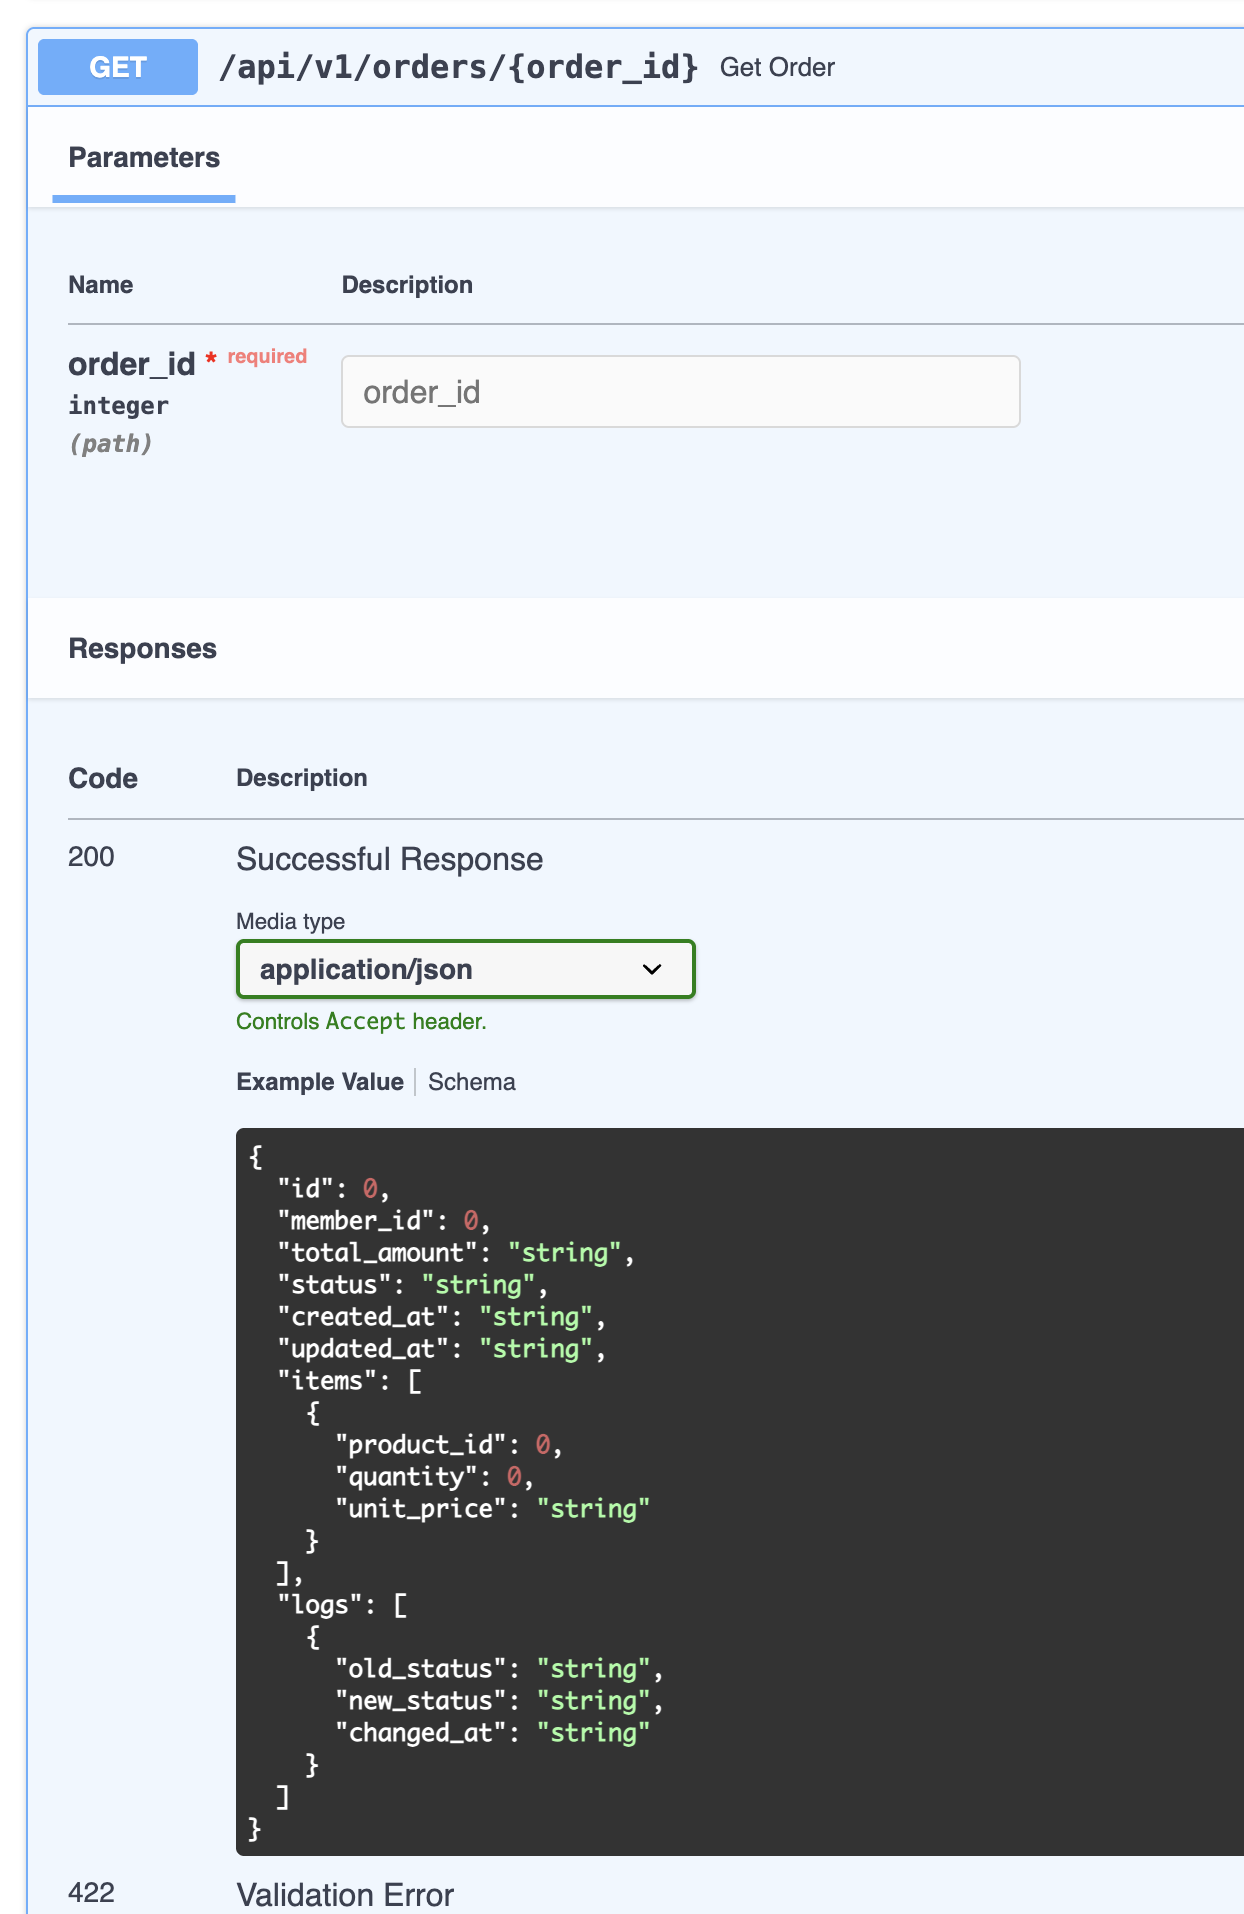 GET /api/v1/orders/{order_id} Get Order
Parameters
Name Description
order_id * required
integer
(path)
order_id
Responses
Code Description
200 Successful Response
Media type
application/json
Controls Accept header.
Example Value Schema
{
  "id": 0,
  "member_id": 0,
  "total_amount": "string",
  "status": "string",
  "created_at": "string",
  "updated_at": "string",
  "items": [
    {
      "product_id": 0,
      "quantity": 0,
      "unit_price": "string"
    }
  ],
  "logs": [
    {
      "old_status": "string",
      "new_status": "string",
      "changed_at": "string"
    }
  ]
}
422 Validation Error